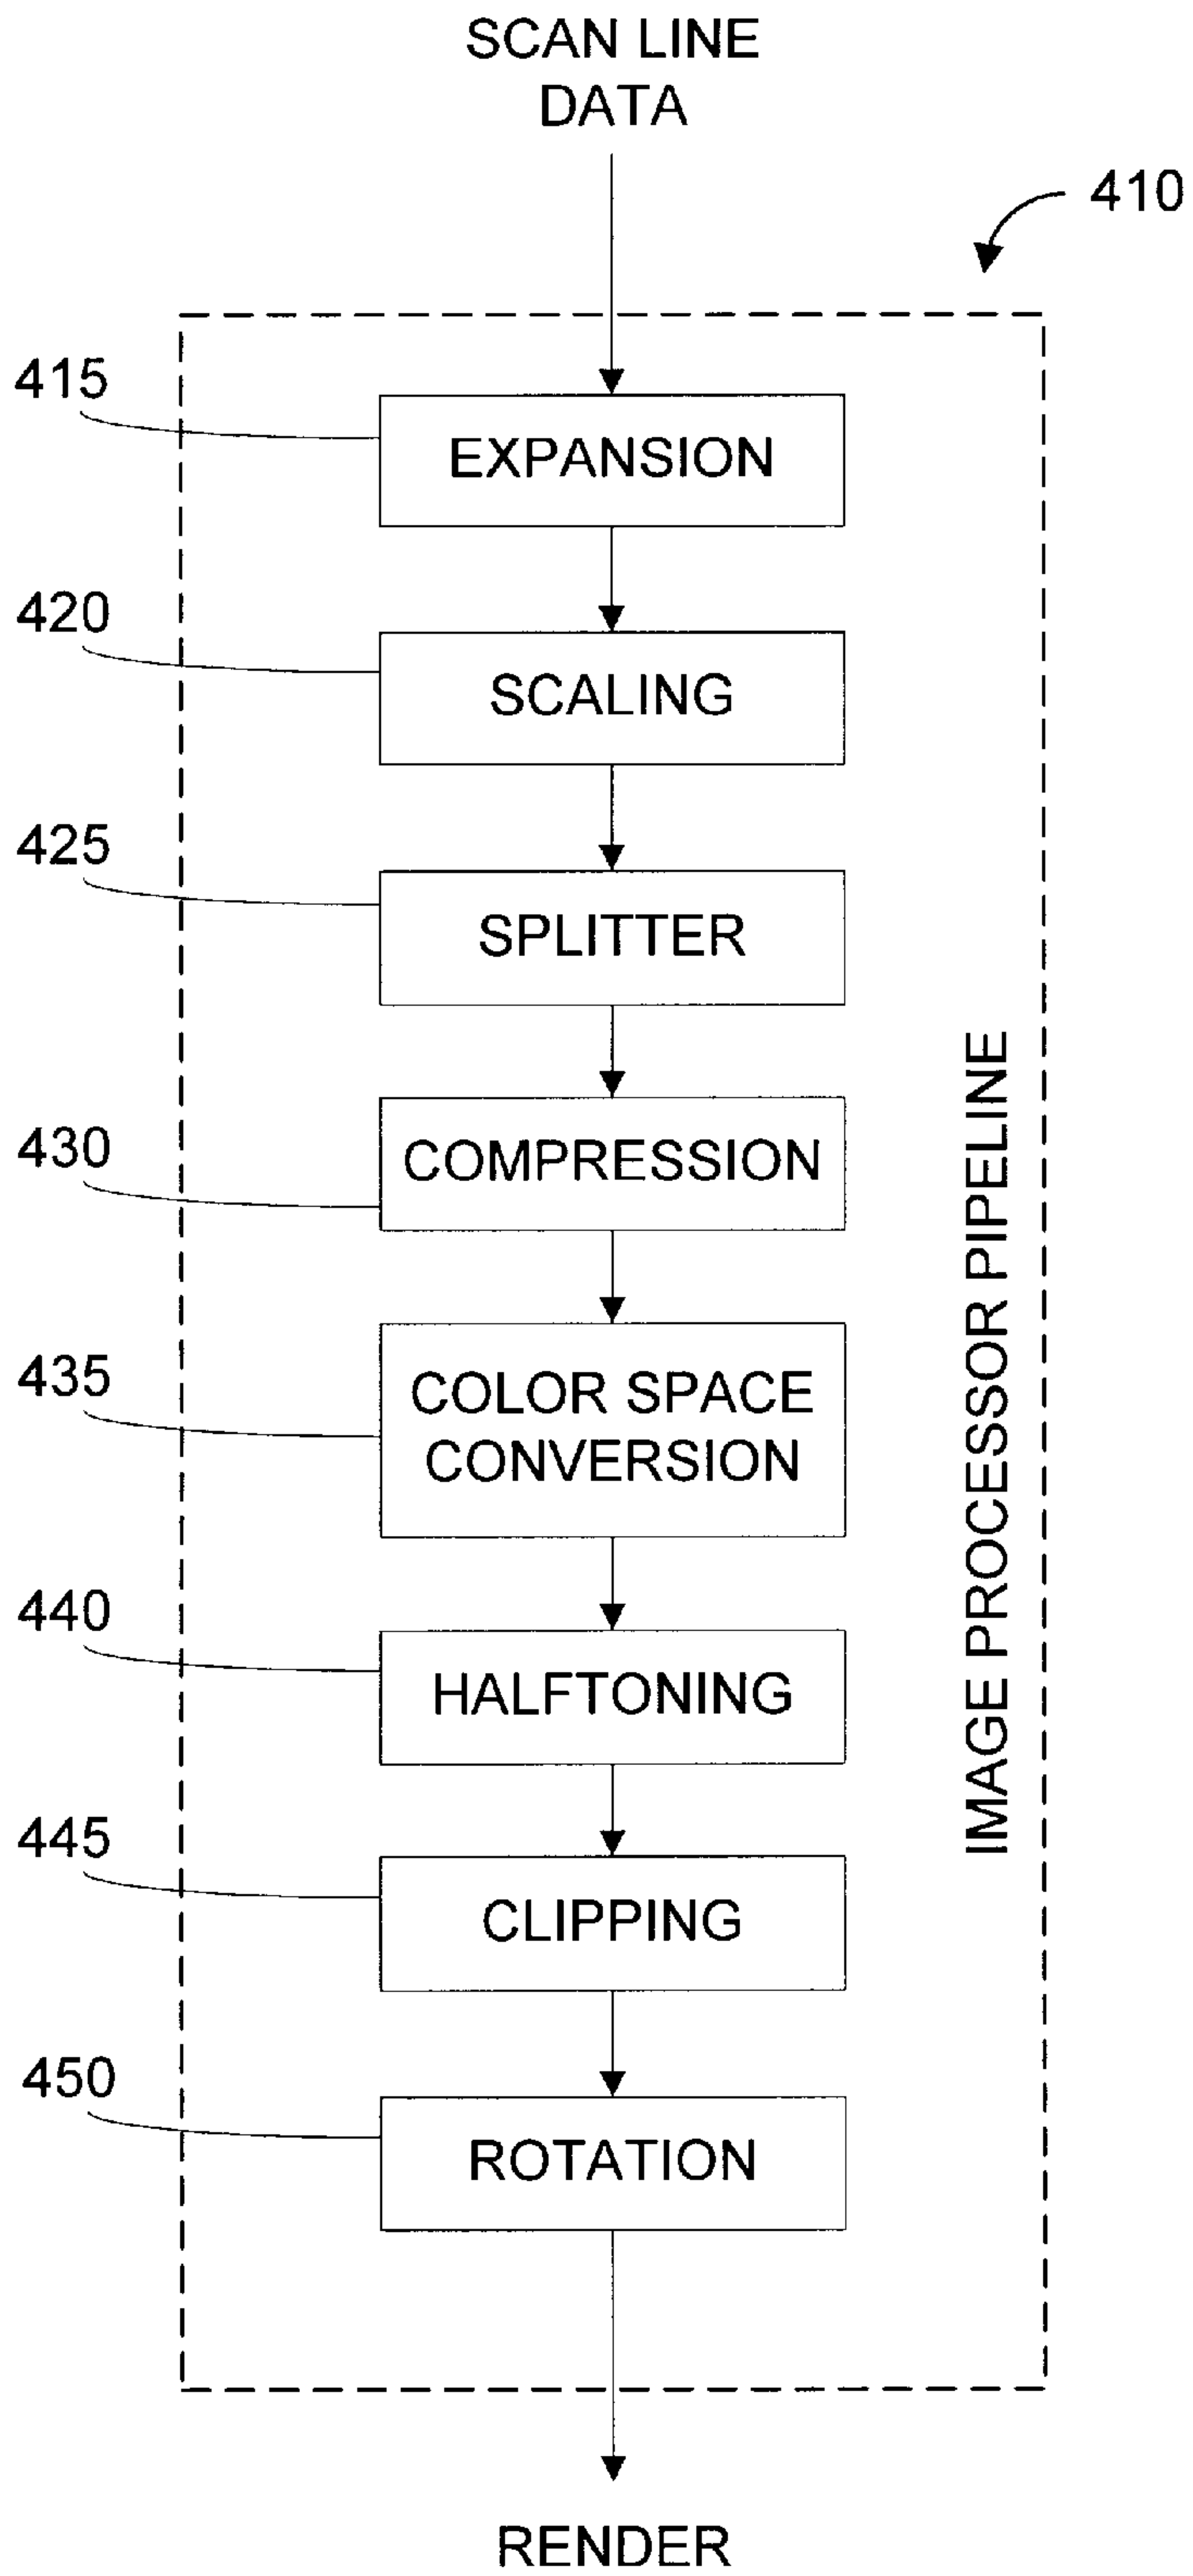 SCAN LINE
DATA
410
415
EXPANSION
420
SCALING
425
SPLITTER
430
COMPRESSION
435
COLOR SPACE
CONVERSION
440
HALFTONING
445
CLIPPING
450
ROTATION
IMAGE PROCESSOR PIPELINE
RENDER